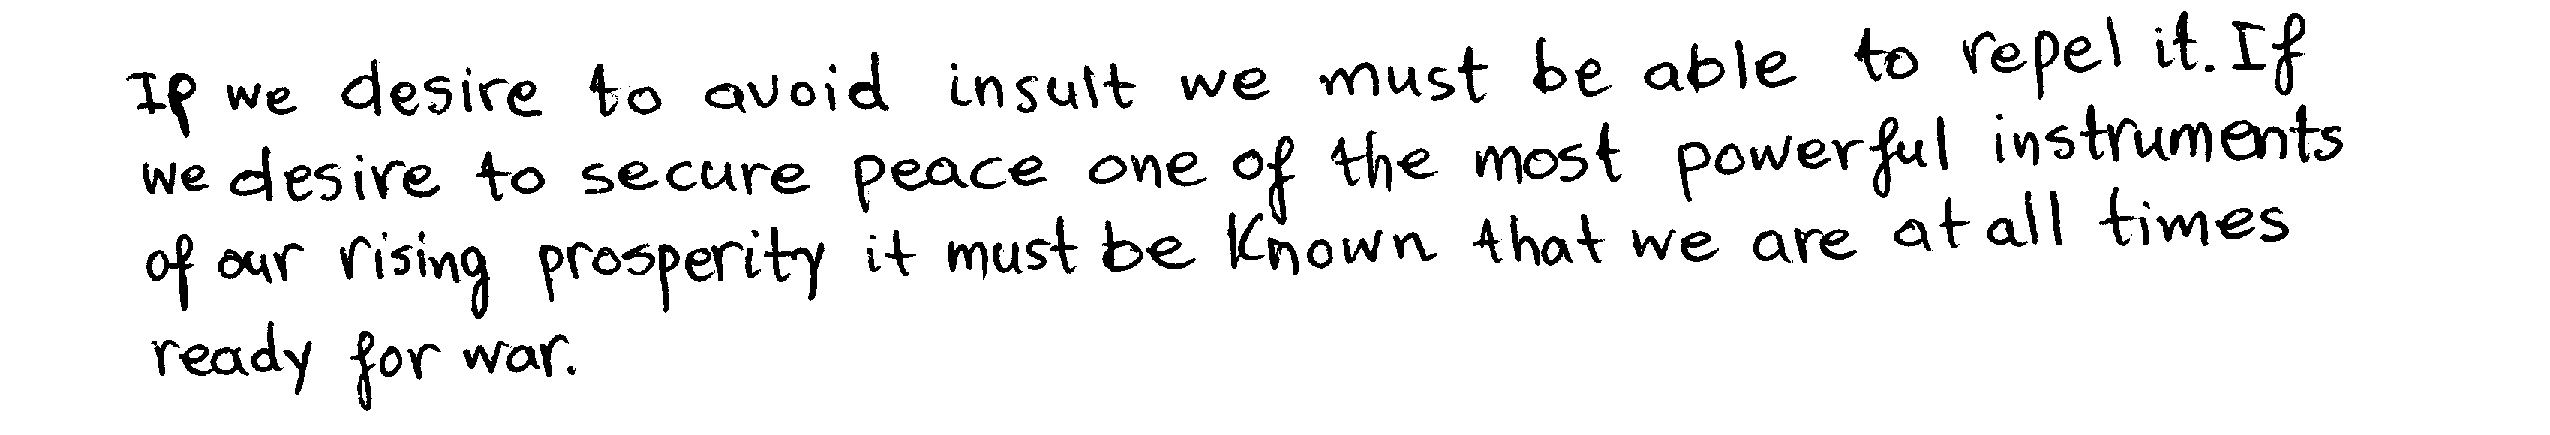 If we desire to avoid insult we must be able to repel it. If
we desire to secure peace one of the most powerful instruments
of our rising prosperity it must be known that we are at all times
ready for war.